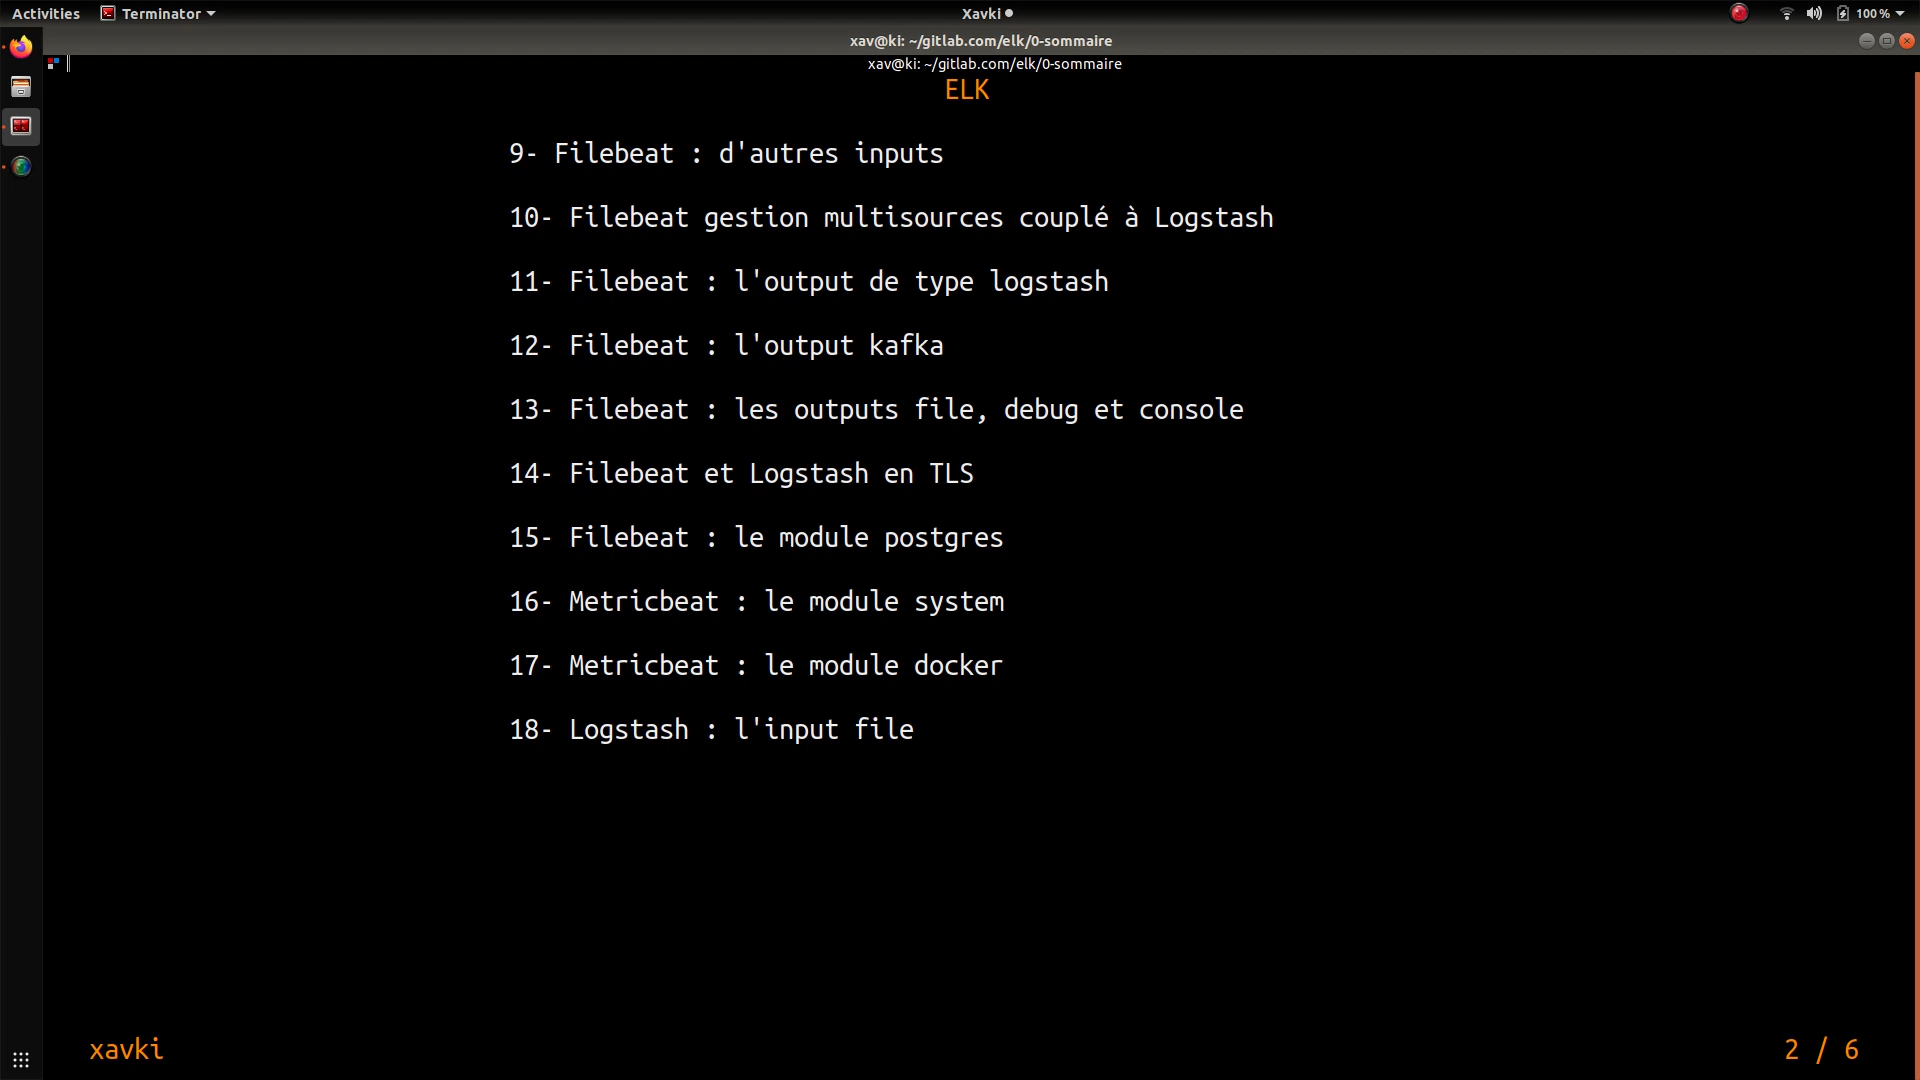 Activities Terminator Xavki 100%
xav@ki: ~/gitlab.com/elk/0-sommaire
xav@ki: ~/gitlab.com/elk/0-sommaire
ELK
9- Filebeat : d'autres inputs
10- Filebeat gestion multisources couplé à Logstash
11- Filebeat : l'output de type logstash
12- Filebeat : l'output kafka
13- Filebeat : les outputs file, debug et console
14- Filebeat et Logstash en TLS
15- Filebeat : le module postgres
16- Metricbeat : le module system
17- Metricbeat : le module docker
18- Logstash : l'input file
xavki 2 / 6